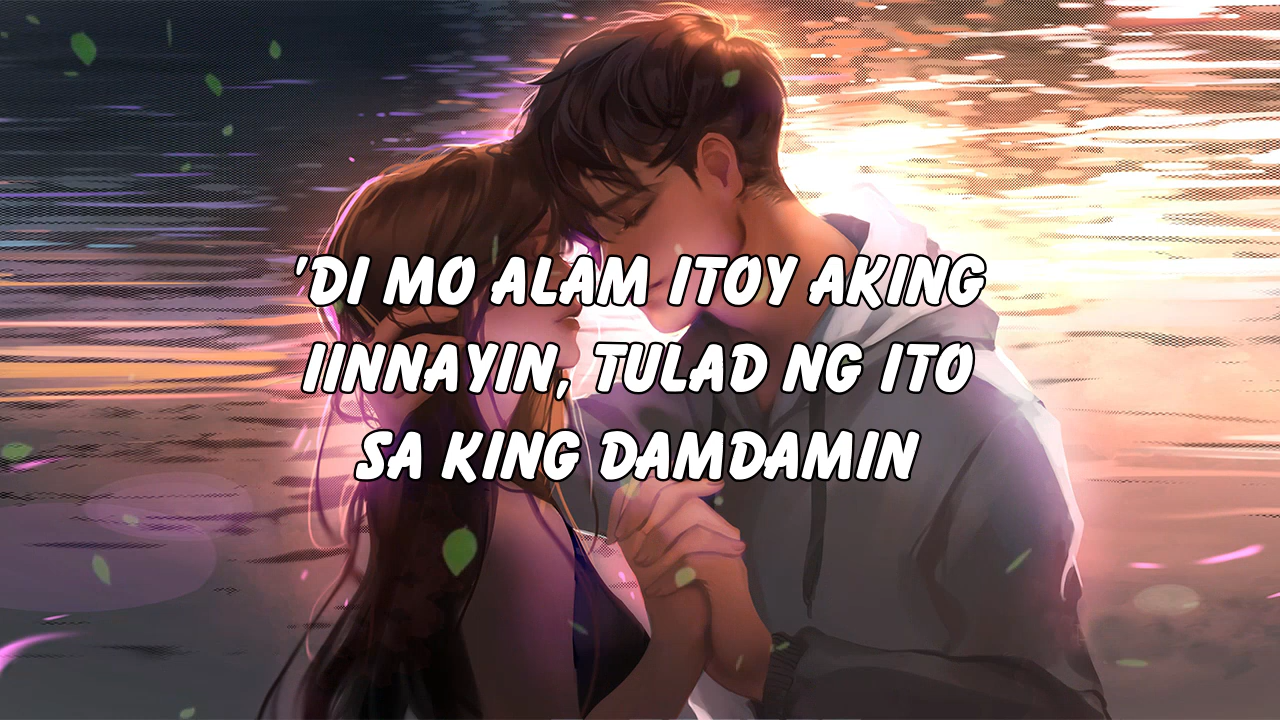 'DI MO ALAM ITOY AKING
IINNAYIN, TULAD NG ITO
SA KING DAMDAMIN